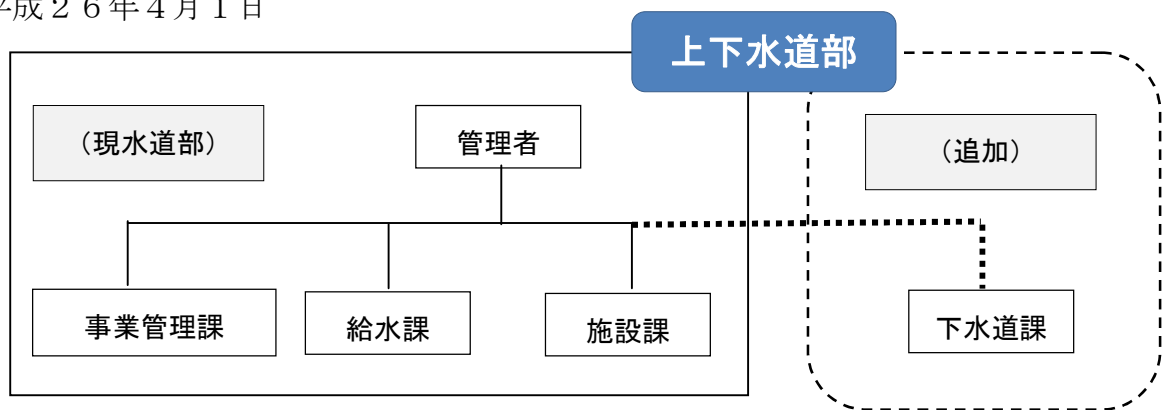 平成２６年４月１日
上下水道部
（現水道部）
管理者
（追加）
事業管理課
給水課
施設課
下水道課